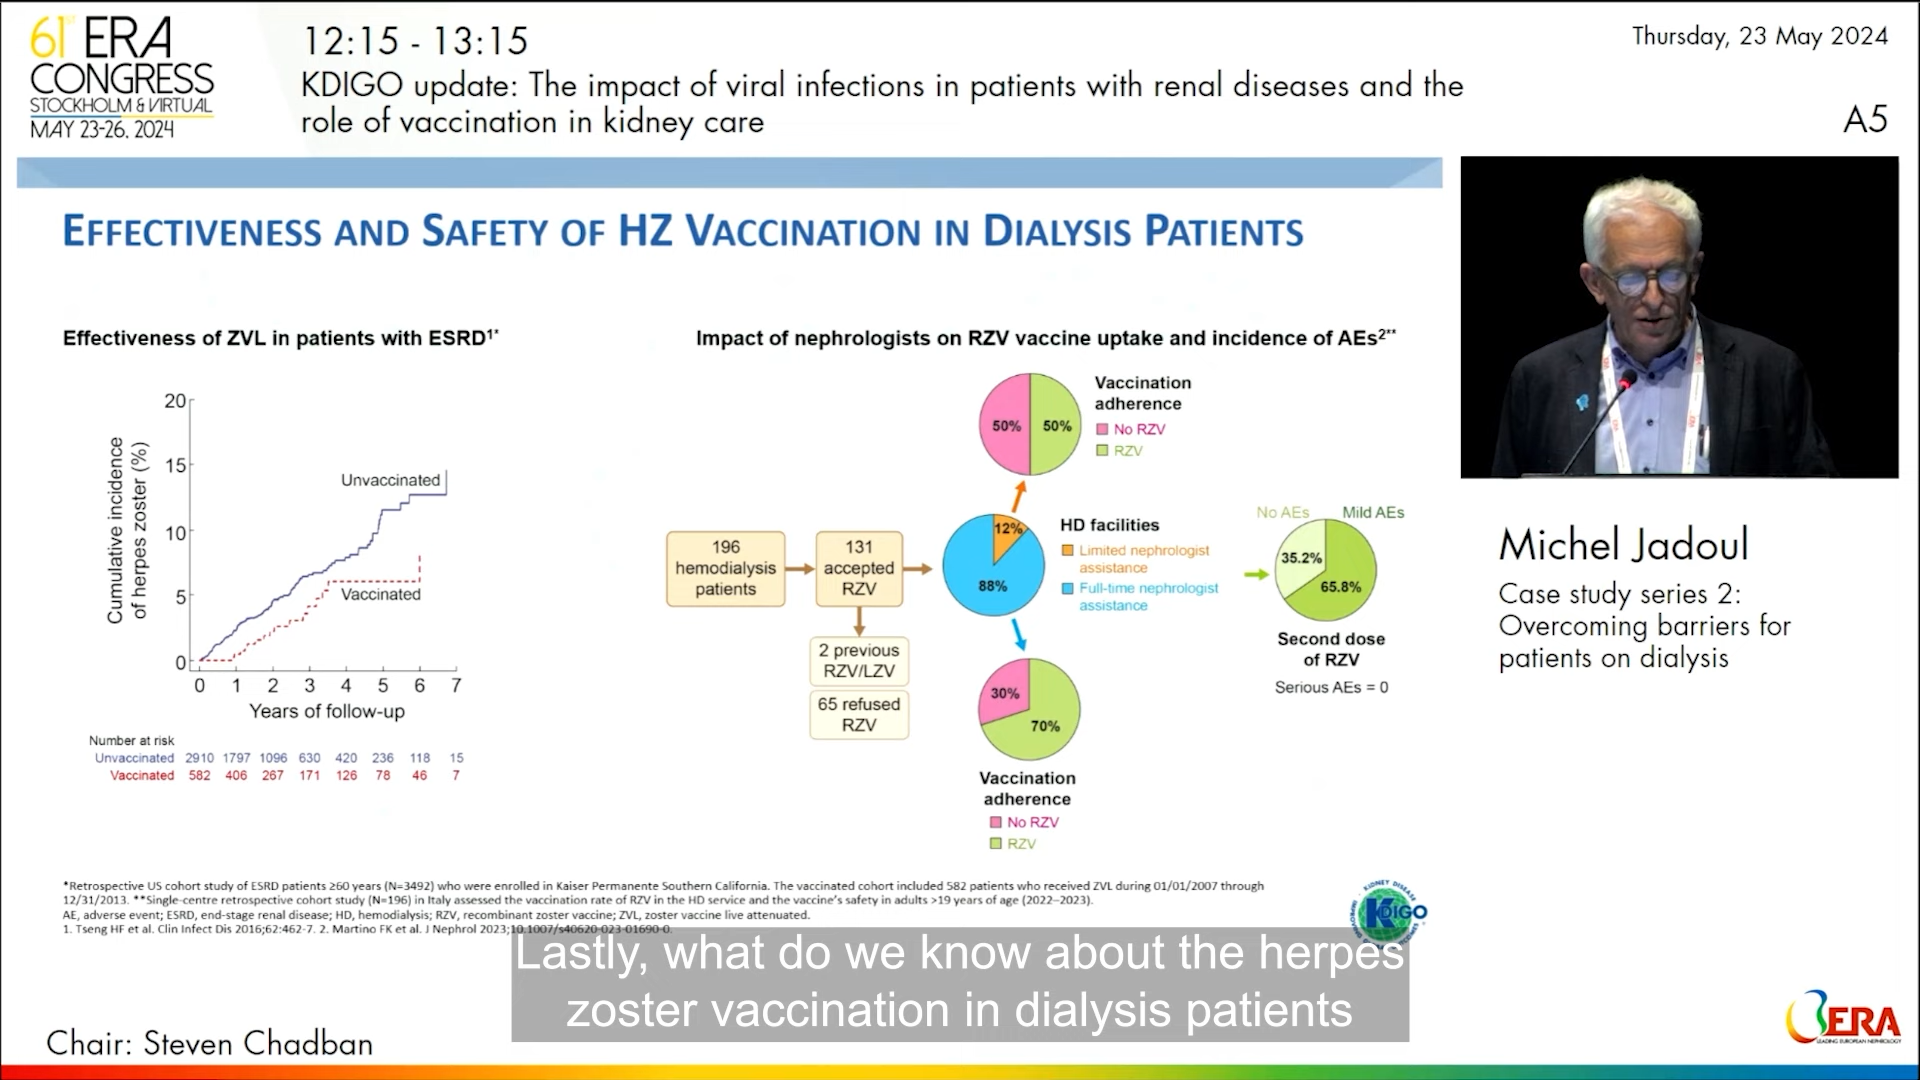 61ST ERA
CONGRESS
STOCKHOLM & VIRTUAL
MAY 23-26, 2024
12:15 - 13:15
KDIGO update: The impact of viral infections in patients with renal diseases and the
role of vaccination in kidney care
Thursday, 23 May 2024
A5
EFFECTIVENESS AND SAFETY OF HZ VACCINATION IN DIALYSIS PATIENTS
Effectiveness of ZVL in patients with ESRD1*
Cumulative incidence
of herpes zoster (%)
20
15
10
5
0
Unvaccinated
Vaccinated
0 1 2 3 4 5 6 7
Years of follow-up
Number at risk
Unvaccinated 2910 1797 1096 630 420 236 118 15
Vaccinated 582 406 267 171 126 78 46 7
Impact of nephrologists on RZV vaccine uptake and incidence of AEs2**
196
hemodialysis
patients
131
accepted
RZV
2 previous
RZV/LZV
65 refused
RZV
50% 50%
Vaccination
adherence
No RZV
RZV
12%
88%
HD facilities
Limited nephrologist
assistance
Full-time nephrologist
assistance
30%
70%
Vaccination
adherence
No RZV
RZV
No AEs Mild AEs
35.2%
65.8%
Second dose
of RZV
Serious AEs = 0
*Retrospective US cohort study of ESRD patients ≥60 years (N=3492) who were enrolled in Kaiser Permanente Southern California. The vaccinated cohort included 582 patients who received ZVL during 01/01/2007 through
12/31/2013. **Single-centre retrospective cohort study (N=196) in Italy assessed the vaccination rate of RZV in the HD service and the vaccine's safety in adults >19 years of age (2022–2023).
AE, adverse event; ESRD, end-stage renal disease; HD, hemodialysis; RZV, recombinant zoster vaccine; ZVL, zoster vaccine live attenuated.
1. Tseng HF et al. Clin Infect Dis 2016;62:462-7. 2. Martino FK et al. J Nephrol 2023;10.1007/s40620-023-01690-0.
KIDNEY DISEASE
KDIGO
Michel Jadoul
Case study series 2:
Overcoming barriers for
patients on dialysis
Lastly, what do we know about the herpes
zoster vaccination in dialysis patients
Chair: Steven Chadban
ERA
LEADING EUROPEAN NEPHROLOGY